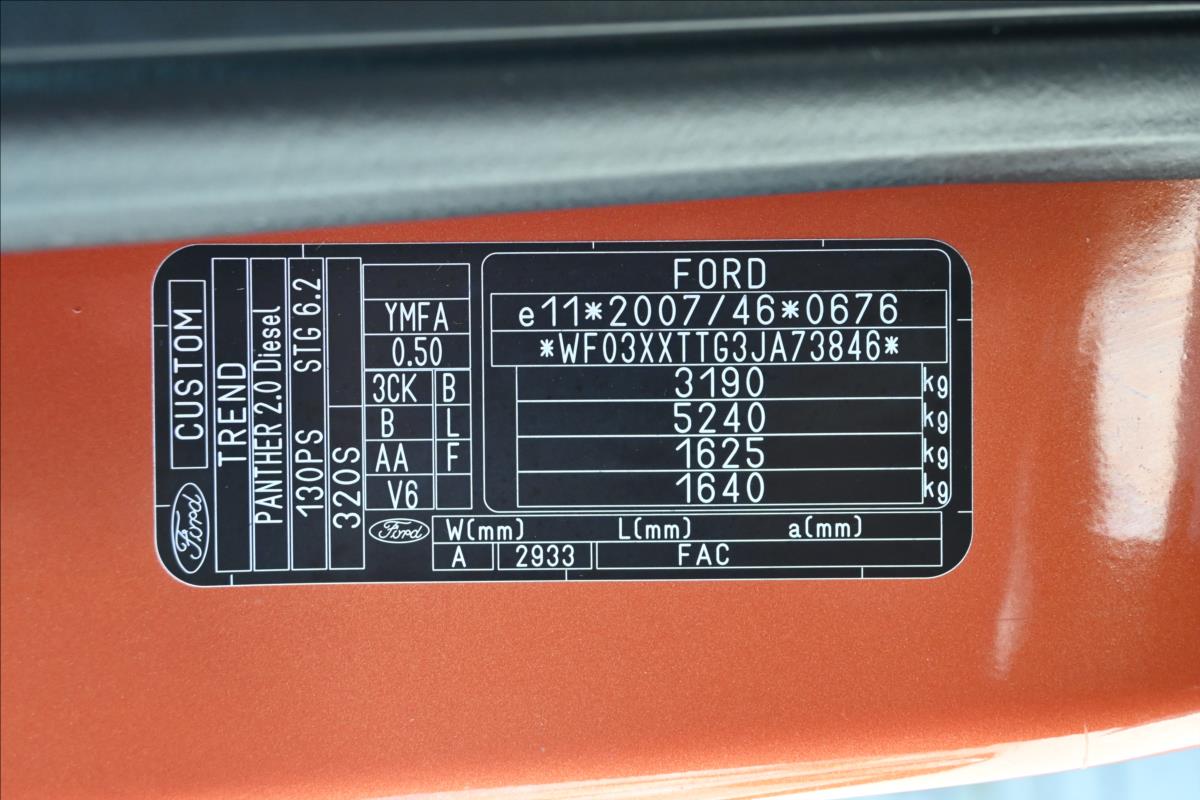 CUSTOM
Ford
TREND
PANTHER 2.0 Diesel
130PS STG 6.2
320S
YMFA
0.50
3CK B
B L
AA F
V6
FORD
e11*2007/46*0676
*WF03XXTTG3JA73846*
3190 kg
5240 kg
1625 kg
1640 kg
Ford
W(mm) L(mm) a(mm)
A 2933 FAC